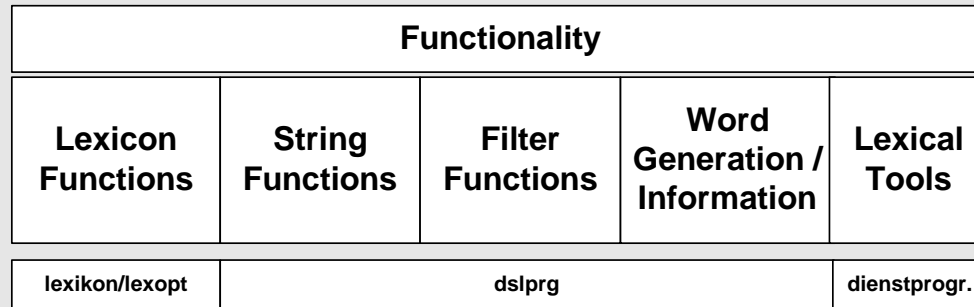 Functionality
Lexicon
Functions
String
Functions
Filter
Functions
Word
Generation /
Information
Lexical
Tools
lexikon/lexopt
dslprg
dienstprogr.